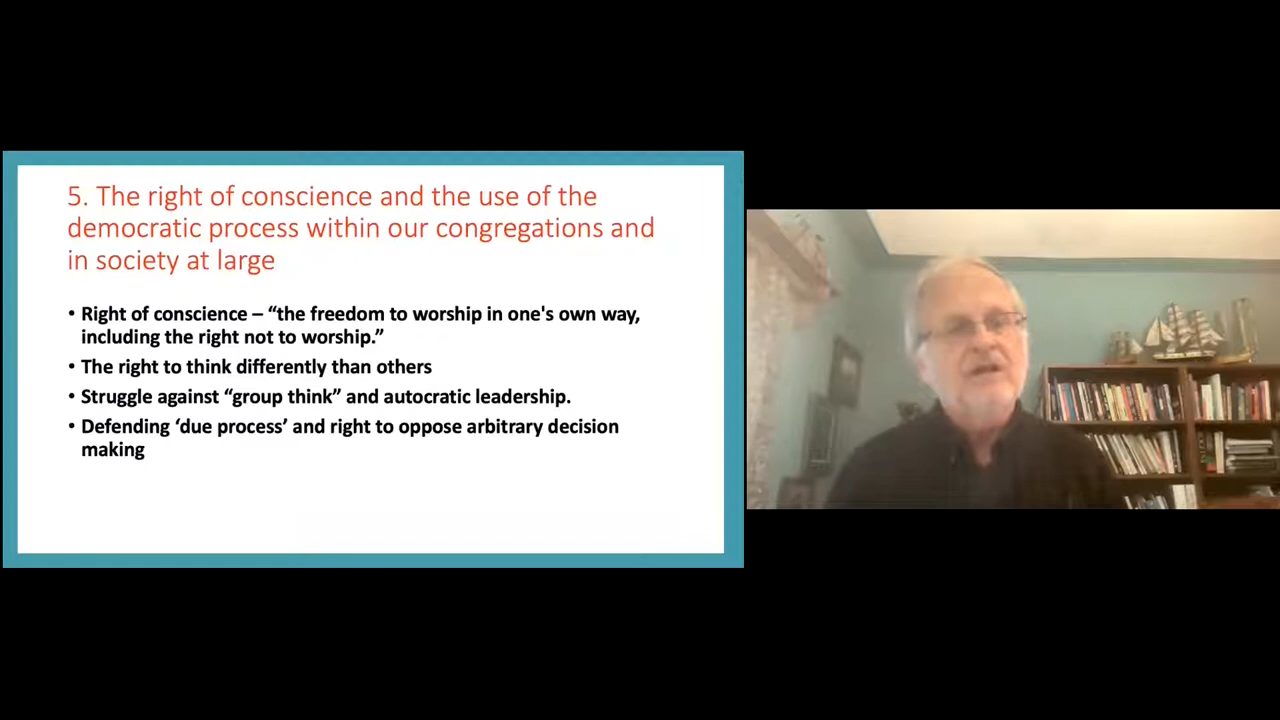 5. The right of conscience and the use of the
democratic process within our congregations and
in society at large
• Right of conscience – “the freedom to worship in one's own way,
including the right not to worship.”
• The right to think differently than others
• Struggle against “group think” and autocratic leadership.
• Defending ‘due process’ and right to oppose arbitrary decision
making